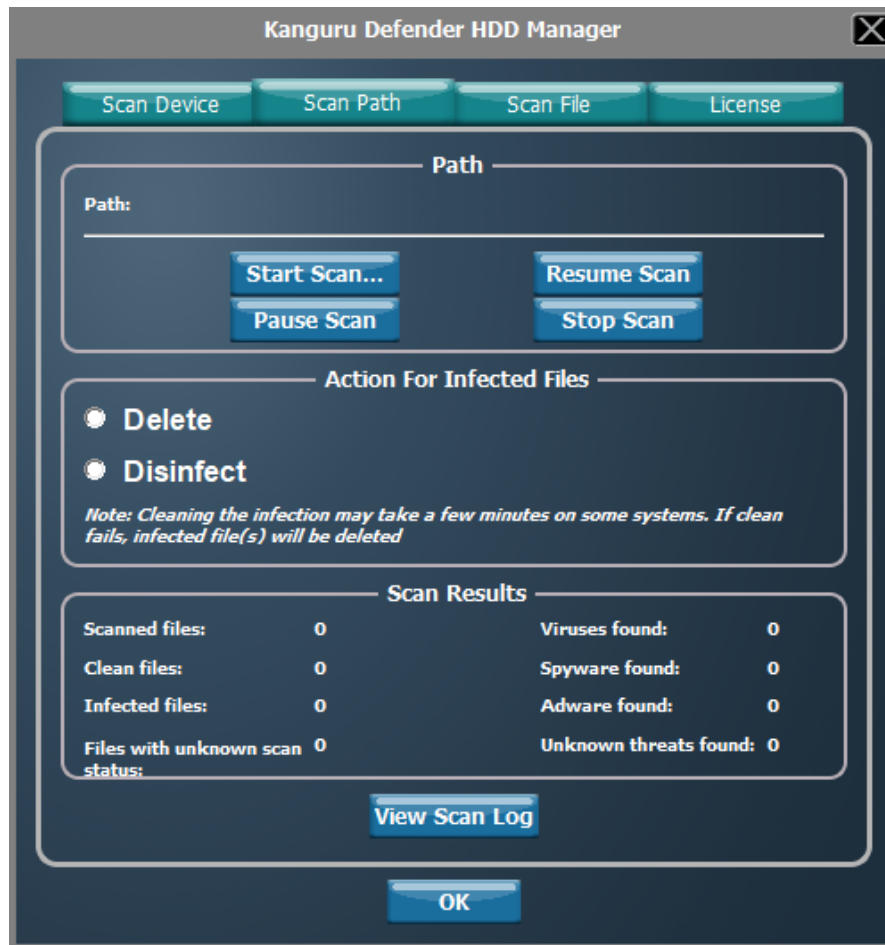 Kanguru Defender HDD Manager
Scan Device
Scan Path
Scan File
License
Path
Path:
Start Scan...
Resume Scan
Pause Scan
Stop Scan
Action For Infected Files
Delete
Disinfect
Note: Cleaning the infection may take a few minutes on some systems. If clean
fails, infected file(s) will be deleted
Scan Results
Scanned files: 0
Viruses found: 0
Clean files: 0
Spyware found: 0
Infected files: 0
Adware found: 0
Files with unknown scan 0
status:
Unknown threats found: 0
View Scan Log
OK